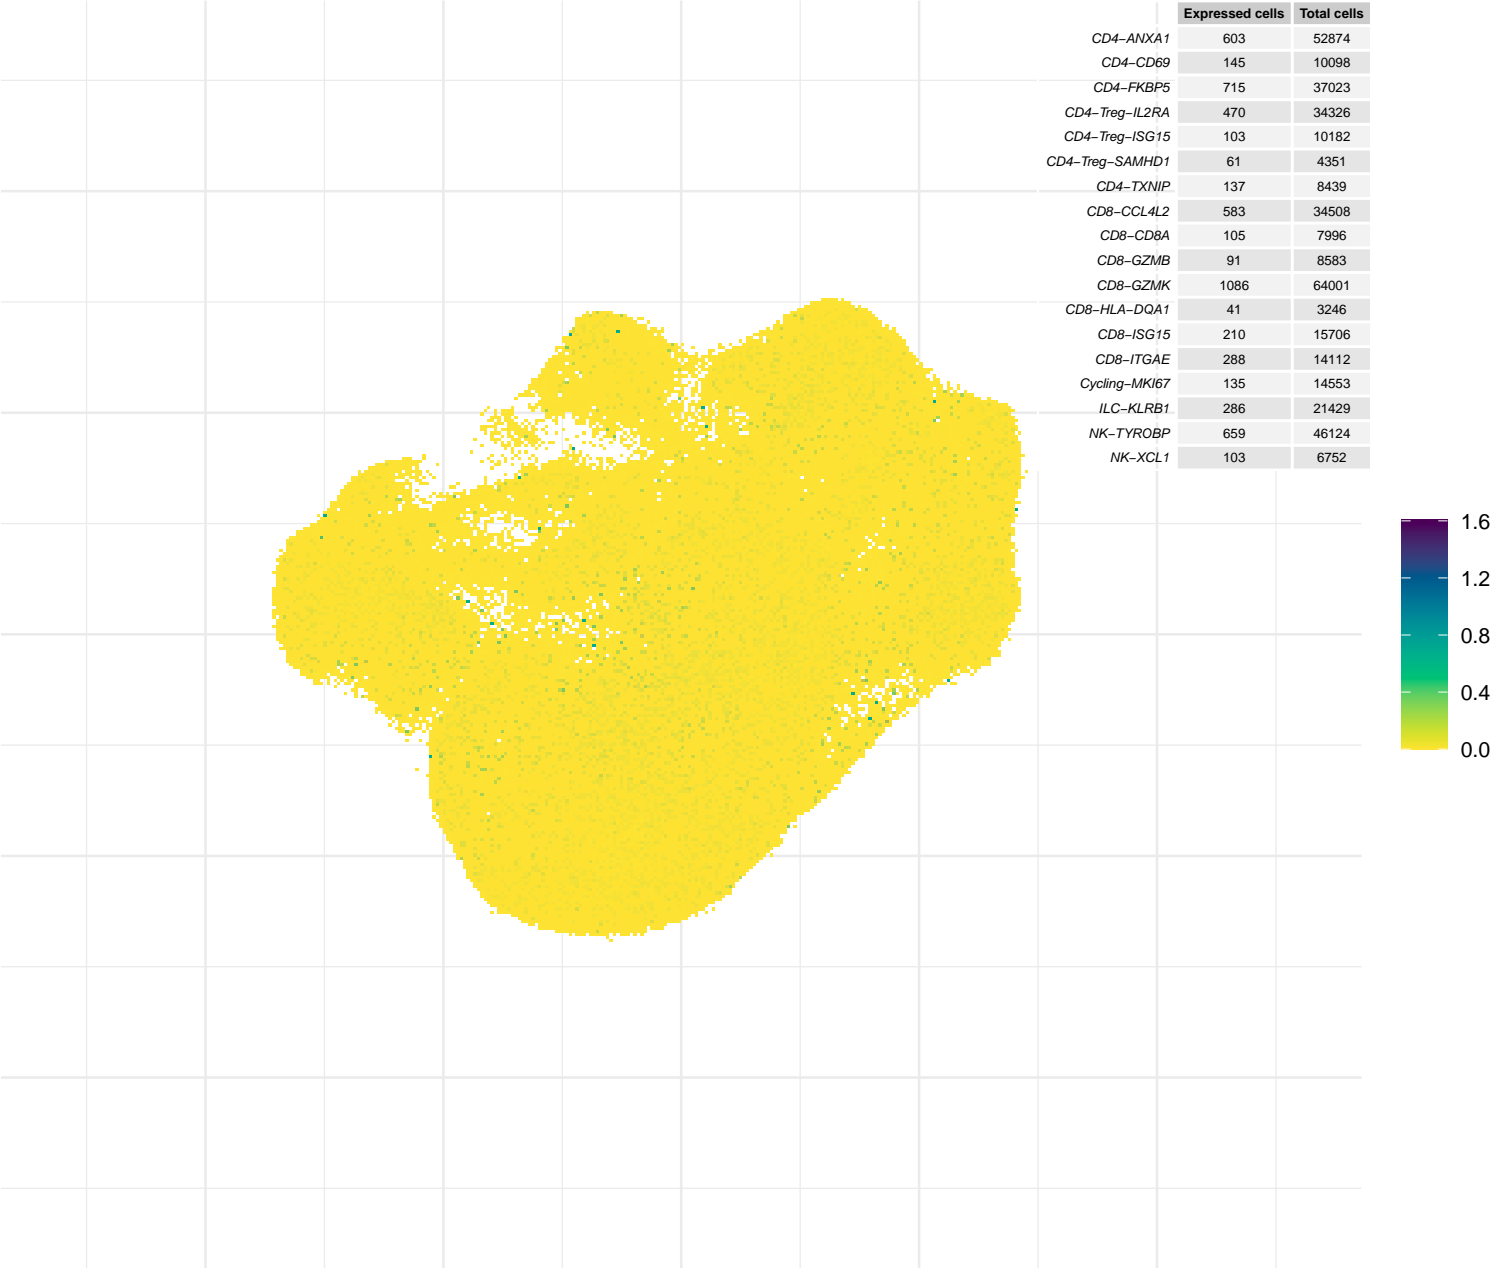 Expressed cells Total cells
CD4−ANXA1 603 52874
CD4−CD69 145 10098
CD4−FKBP5 715 37023
CD4−Treg−IL2RA 470 34326
CD4−Treg−ISG15 103 10182
CD4−Treg−SAMHD1 61 4351
CD4−TXNIP 137 8439
CD8−CCL4L2 583 34508
CD8−CD8A 105 7996
CD8−GZMB 91 8583
CD8−GZMK 1086 64001
CD8−HLA−DQA1 41 3246
CD8−ISG15 210 15706
CD8−ITGAE 288 14112
Cycling−MKI67 135 14553
ILC−KLRB1 286 21429
NK−TYROBP 659 46124
NK−XCL1 103 6752
1.6
1.2
0.8
0.4
0.0